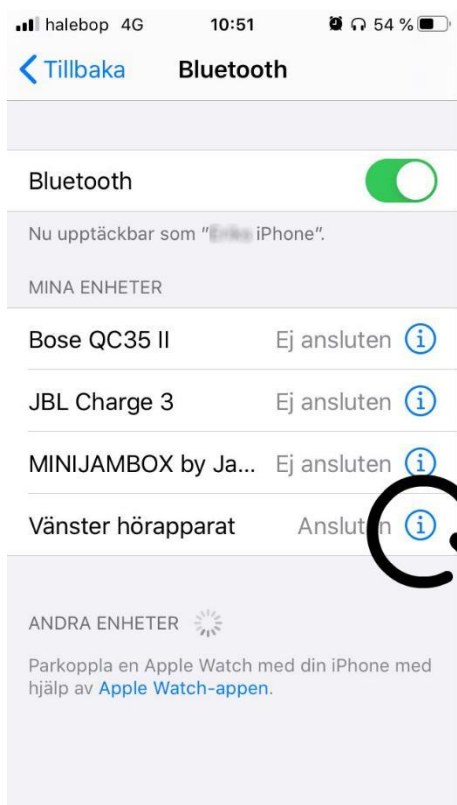 halebop 4G 10:51 54 %
Tillbaka Bluetooth
Bluetooth
Nu upptäckbar som " iPhone".
MINA ENHETER
Bose QC35 II Ej ansluten i
JBL Charge 3 Ej ansluten i
MINIJAMBOX by Ja... Ej ansluten i
Vänster hörapparat Ansluten i
ANDRA ENHETER
Parkoppla en Apple Watch med din iPhone med
hjälp av Apple Watch-appen.